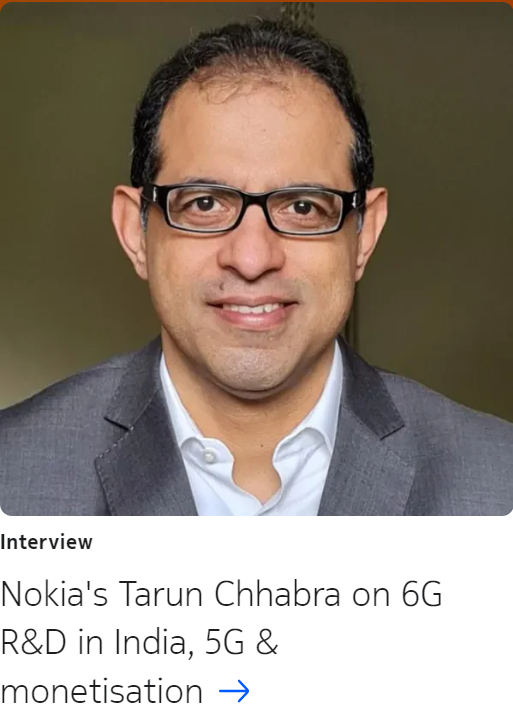 Interview
Nokia's Tarun Chhabra on 6G
R&D in India, 5G &
monetisation →